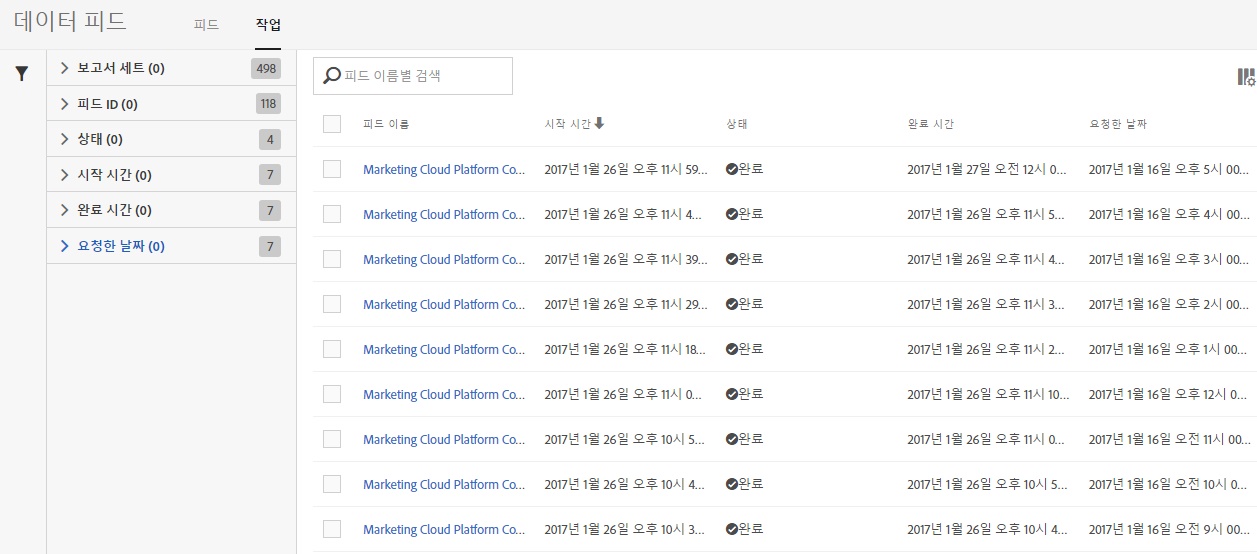 데이터 피드
피드
작업
보고서 세트 (0) 498
피드 ID (0) 118
상태 (0) 4
시작 시간 (0) 7
완료 시간 (0) 7
요청한 날짜 (0) 7
피드 이름별 검색
피드 이름 시작 시간 상태 완료 시간 요청한 날짜
Marketing Cloud Platform Co... 2017년 1월 26일 오후 11시 59... 완료 2017년 1월 27일 오전 12시 0... 2017년 1월 16일 오후 5시 00...
Marketing Cloud Platform Co... 2017년 1월 26일 오후 11시 4... 완료 2017년 1월 26일 오후 11시 5... 2017년 1월 16일 오후 4시 00...
Marketing Cloud Platform Co... 2017년 1월 26일 오후 11시 39... 완료 2017년 1월 26일 오후 11시 4... 2017년 1월 16일 오후 3시 00...
Marketing Cloud Platform Co... 2017년 1월 26일 오후 11시 29... 완료 2017년 1월 26일 오후 11시 3... 2017년 1월 16일 오후 2시 00...
Marketing Cloud Platform Co... 2017년 1월 26일 오후 11시 18... 완료 2017년 1월 26일 오후 11시 2... 2017년 1월 16일 오후 1시 00...
Marketing Cloud Platform Co... 2017년 1월 26일 오후 11시 0... 완료 2017년 1월 26일 오후 11시 10... 2017년 1월 16일 오후 12시 0...
Marketing Cloud Platform Co... 2017년 1월 26일 오후 10시 5... 완료 2017년 1월 26일 오후 11시 0... 2017년 1월 16일 오전 11시 00...
Marketing Cloud Platform Co... 2017년 1월 26일 오후 10시 4... 완료 2017년 1월 26일 오후 10시 5... 2017년 1월 16일 오전 10시 0...
Marketing Cloud Platform Co... 2017년 1월 26일 오후 10시 3... 완료 2017년 1월 26일 오후 10시 4... 2017년 1월 16일 오전 9시 00...